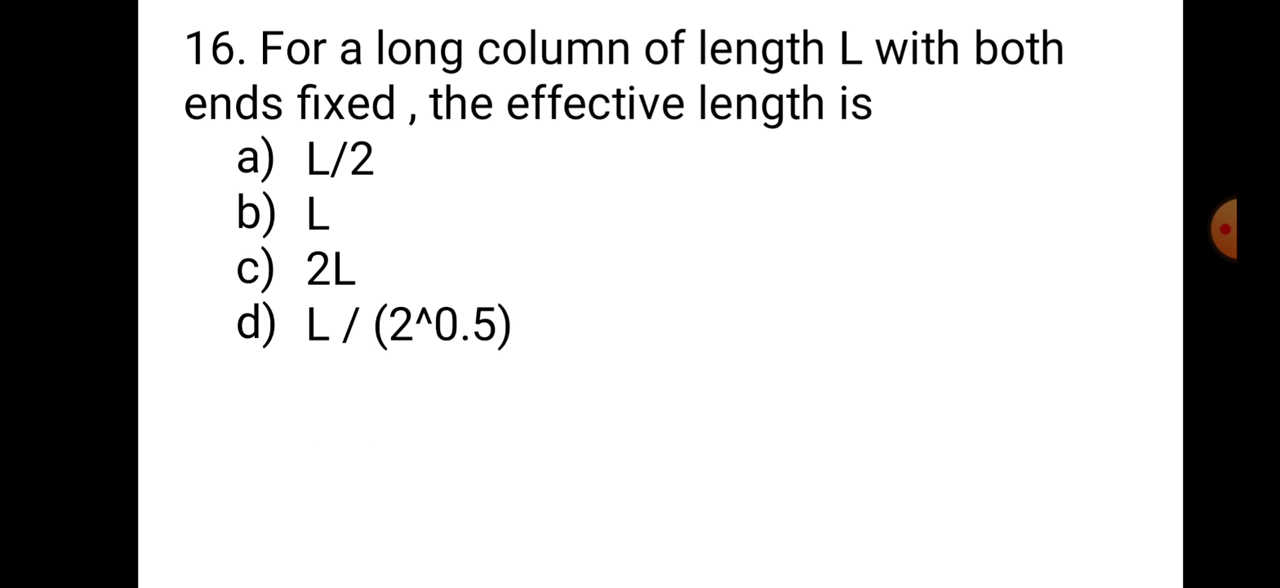 16. For a long column of length L with both
ends fixed , the effective length is
a) L/2
b) L
c) 2L
d) L / (2^0.5)